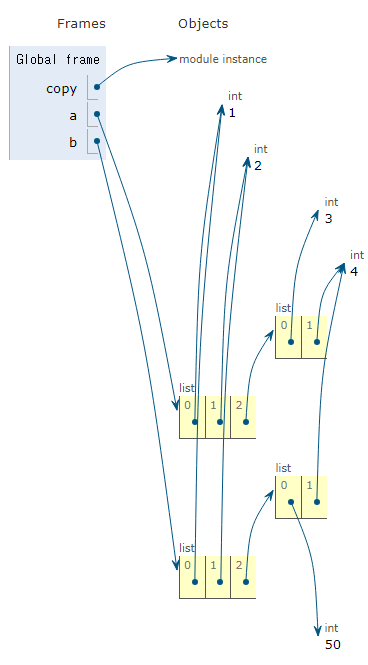 Frames
Objects
Global frame
copy
module instance
a
b
int
1
int
2
int
3
int
4
list
0 1
list
0 1 2
list
0 1
list
0 1 2
int
50